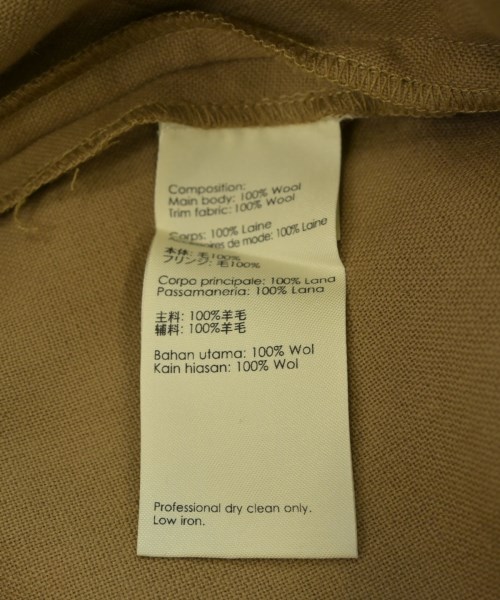 Composition:
Main body: 100% Wool
Trim fabric: 100% Wool
Corps: 100% Laine
de mode: 100% Laine
本体: 毛100%
フリンク: 毛100%
Corpo principale: 100% Lana
Passamaneria: 100% Lana
主料: 100%羊毛
辅料: 100%羊毛
Bahan utama: 100% Wol
Kain hiasan: 100% Wol
Professional dry clean only.
Low iron.